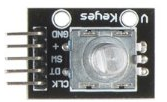 Keyes
GND
+
SW
DT
CLK